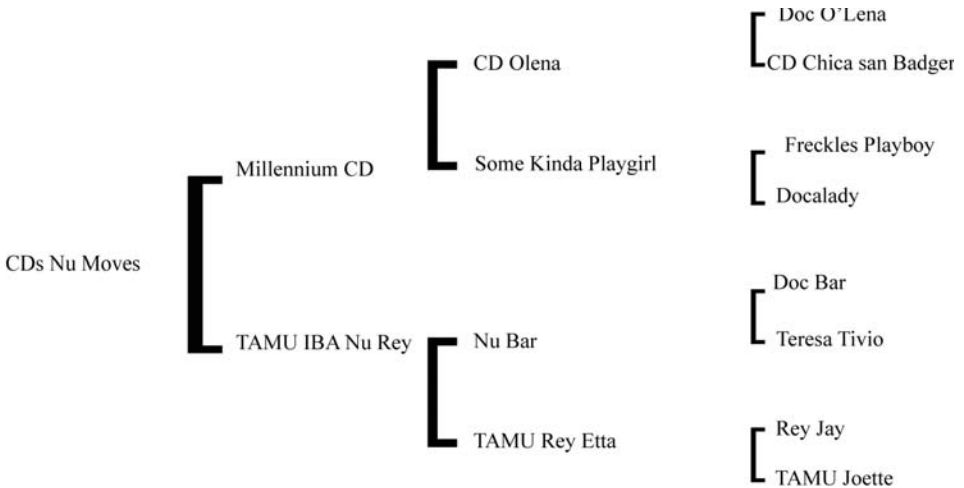 Doc O'Lena
CD Olena
CD Chica san Badger
Freckles Playboy
Millennium CD
Some Kinda Playgirl
Docalady
CDs Nu Moves
Doc Bar
TAMU IBA Nu Rey
Nu Bar
Teresa Tivio
Rey Jay
TAMU Rey Etta
TAMU Joette